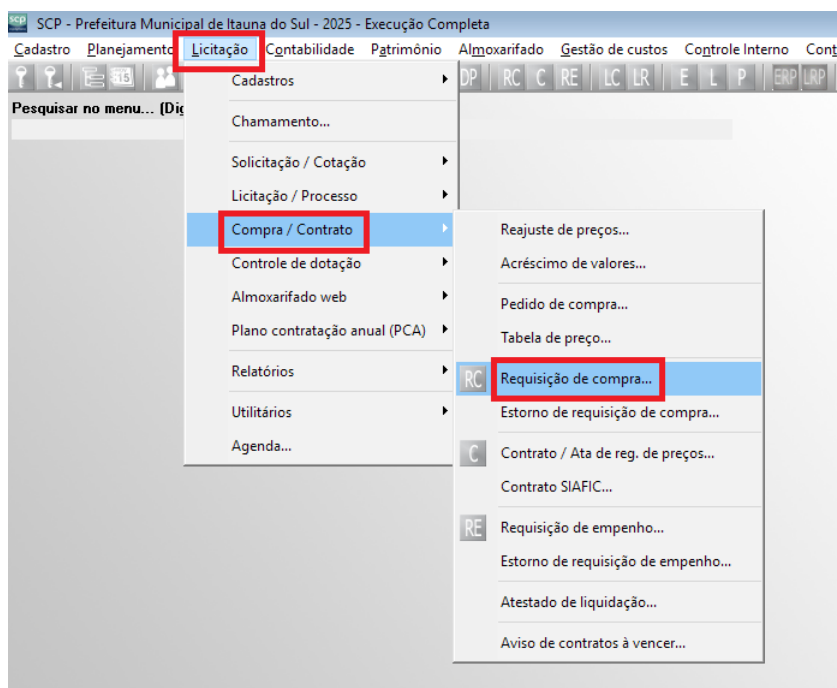 SCP - Prefeitura Municipal de Itauna do Sul - 2025 - Execução Completa
Cadastro Planejamento Licitação Contabilidade Patrimônio Almoxarifado Gestão de custos Controle Interno Cont
315 DP RC C RE LC LR E L P ERP LRP
Pesquisar no menu... (Dig
Cadastros
Chamamento...
Solicitação / Cotação
Licitação / Processo
Compra / Contrato
Controle de dotação
Almoxarifado web
Plano contratação anual (PCA)
Relatórios
Utilitários
Agenda...
Reajuste de preços...
Acréscimo de valores...
Pedido de compra...
Tabela de preço...
RC Requisição de compra...
Estorno de requisição de compra...
C Contrato / Ata de reg. de preços...
Contrato SIAFIC...
RE Requisição de empenho...
Estorno de requisição de empenho...
Atestado de liquidação...
Aviso de contratos à vencer...